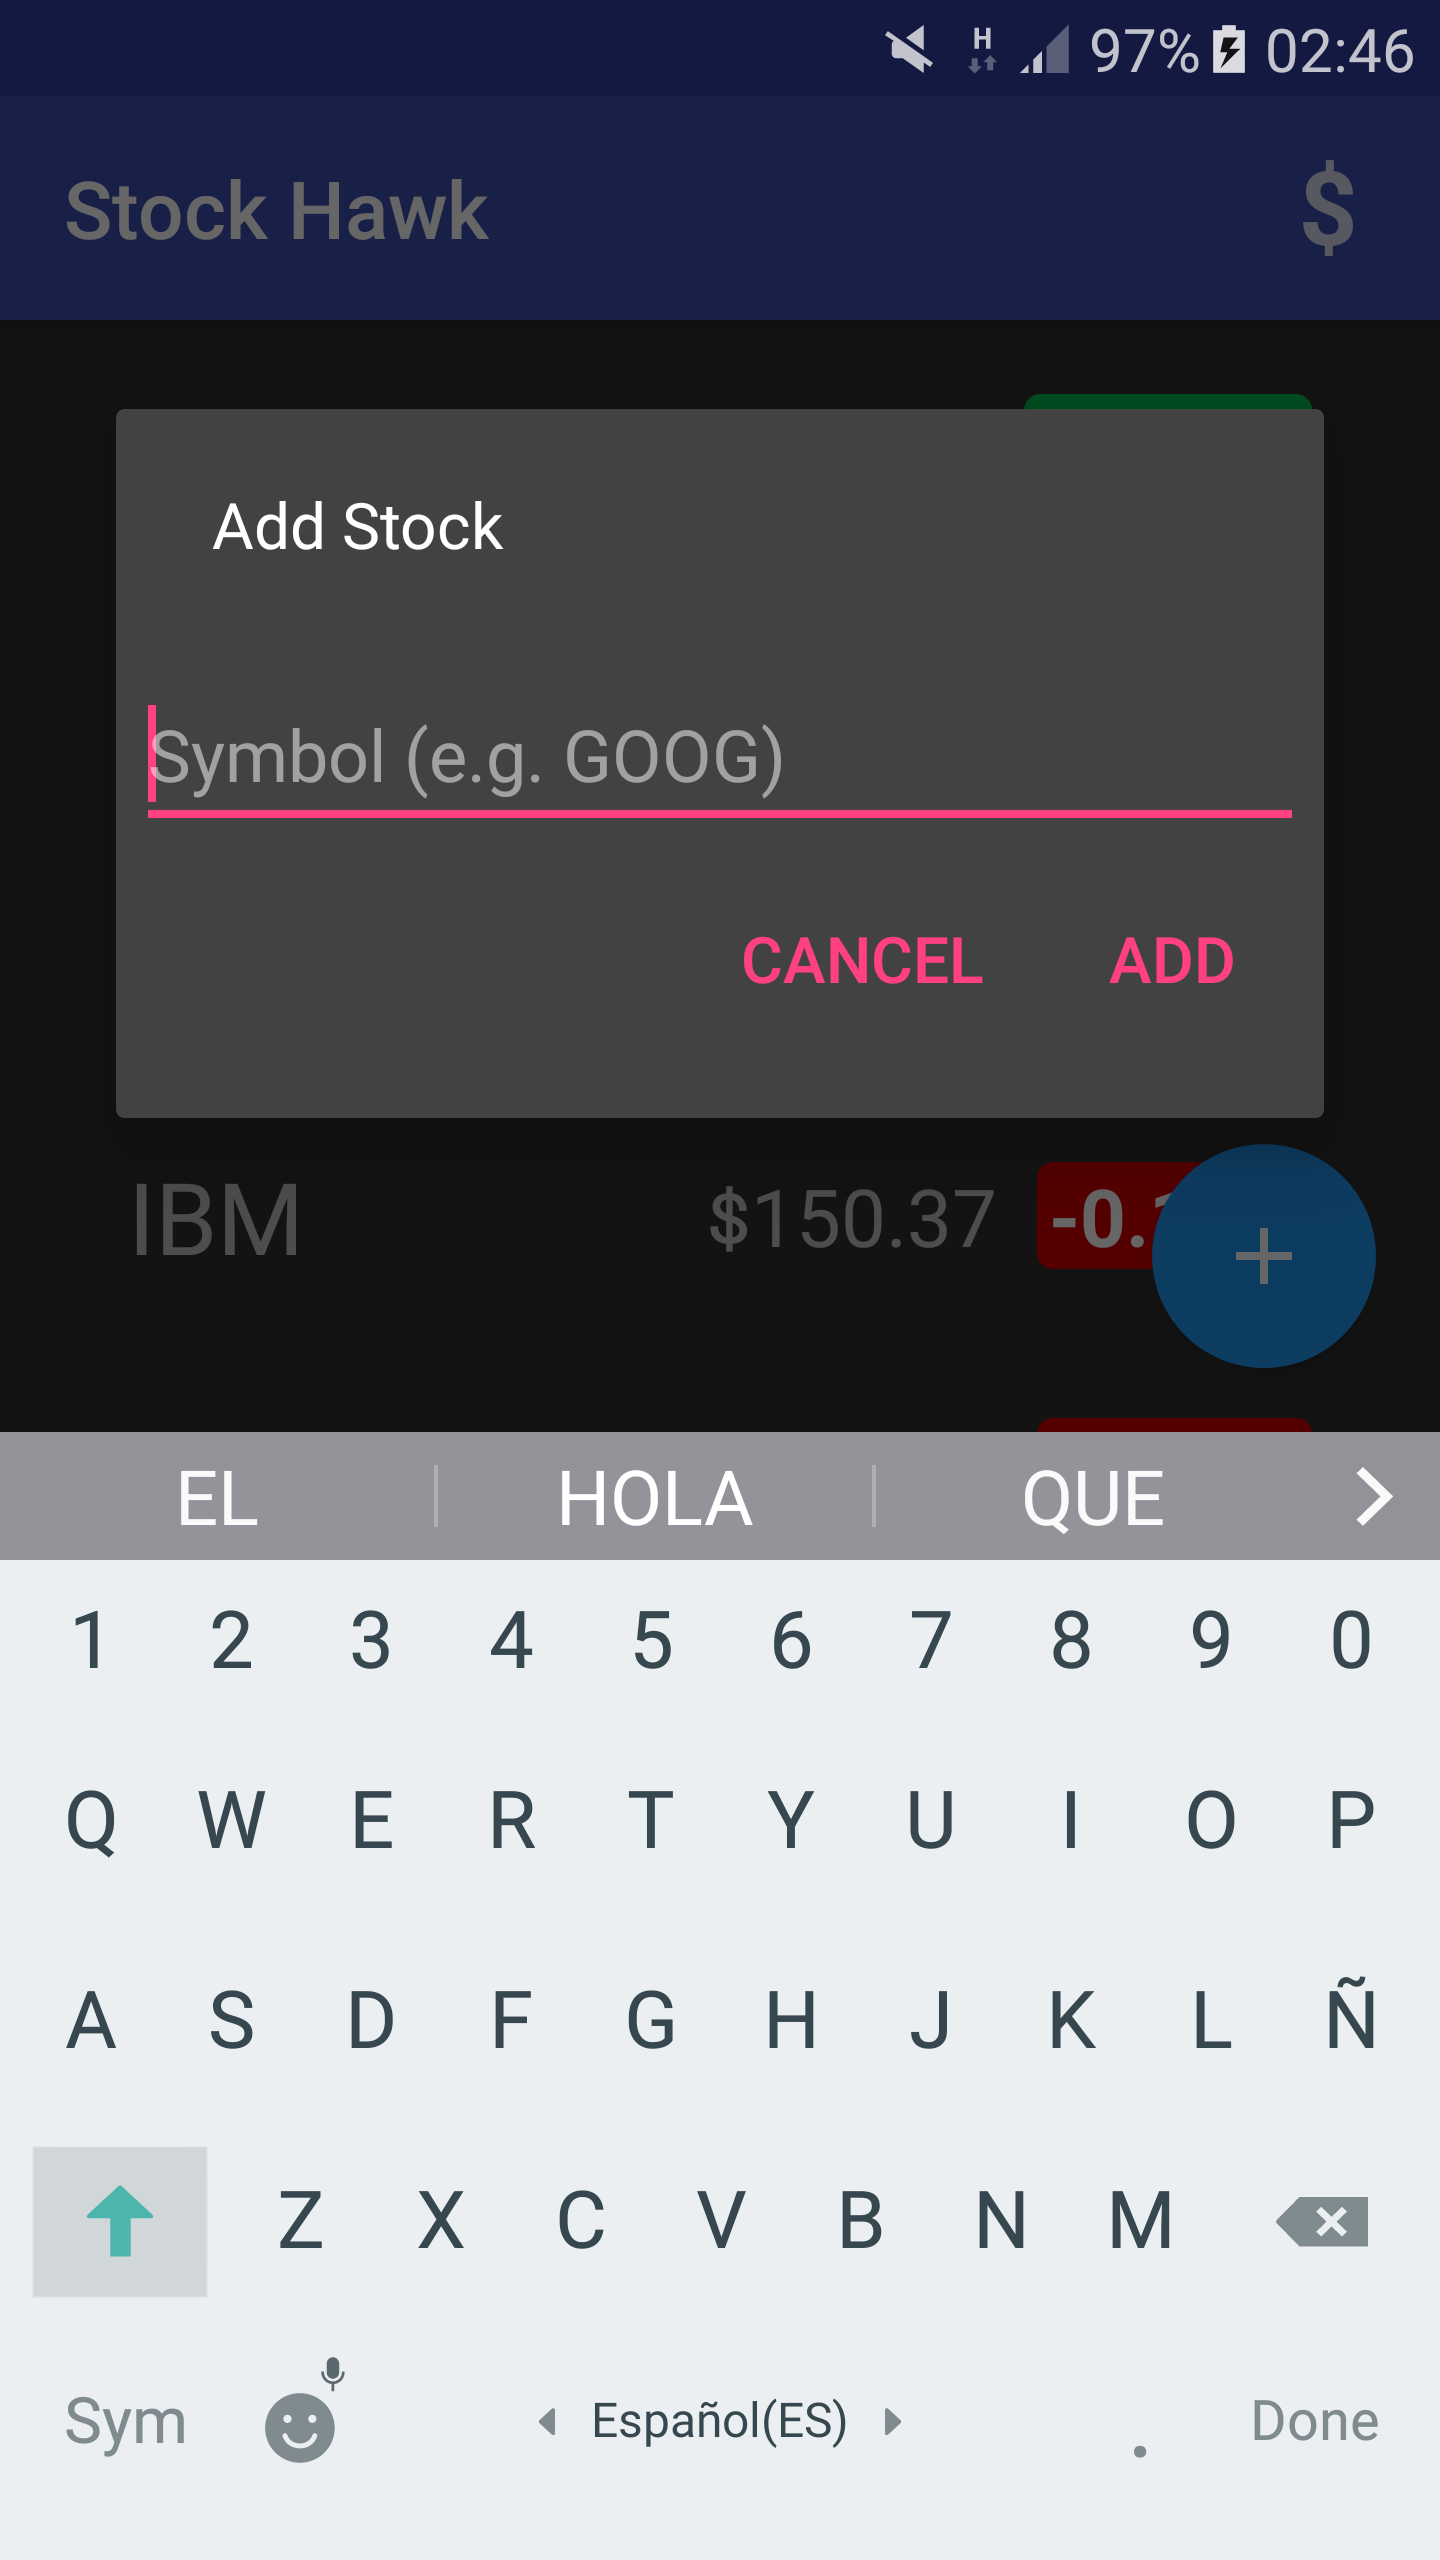 H 97% 02:46
Stock Hawk $
Add Stock
Symbol (e.g. GOOG)
CANCEL ADD
IBM $150.37 -0.
EL HOLA QUE
1 2 3 4 5 6 7 8 9 0
Q W E R T Y U I O P
A S D F G H J K L Ñ
Z X C V B N M
Sym Español(ES) . Done